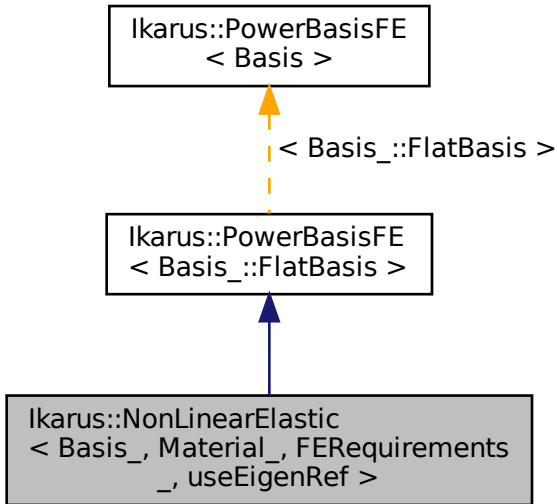 Ikarus::PowerBasisFE
< Basis >
< Basis_::FlatBasis >
Ikarus::PowerBasisFE
< Basis_::FlatBasis >
Ikarus::NonLinearElastic
< Basis_, Material_, FERequirements
_, useEigenRef >